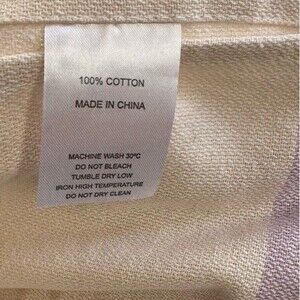 100% COTTON
MADE IN CHINA
MACHINE WASH 30ºC
DO NOT BLEACH
TUMBLE DRY LOW
IRON HIGH TEMPERATURE
DO NOT DRY CLEAN